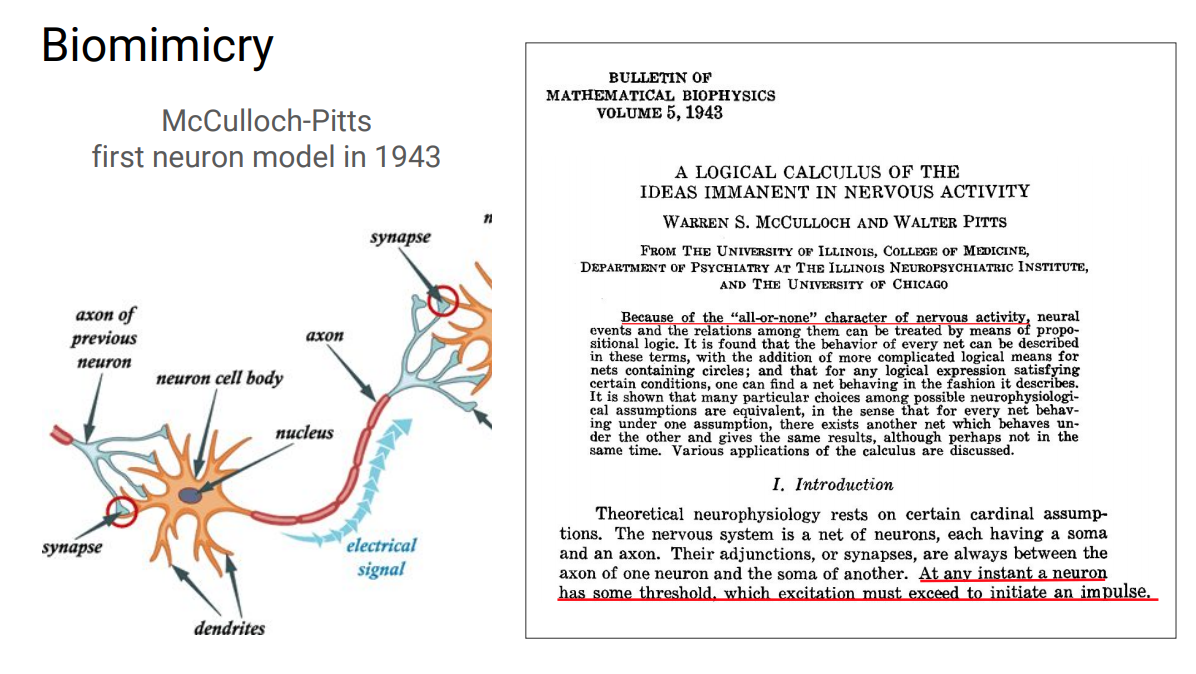 Biomimicry
McCulloch-Pitts
first neuron model in 1943
n
synapse
axon of
previous
neuron
axon
neuron cell body
nucleus
synapse
electrical
signal
dendrites
BULLETIN OF
MATHEMATICAL BIOPHYSICS
VOLUME 5, 1943
A LOGICAL CALCULUS OF THE
IDEAS IMMANENT IN NERVOUS ACTIVITY
WARREN S. MCCULLOCH AND WALTER PITTS
FROM THE UNIVERSITY OF ILLINOIS, COLLEGE OF MEDICINE,
DEPARTMENT OF PSYCHIATRY AT THE ILLINOIS NEUROPSYCHIATRIC INSTITUTE,
AND THE UNIVERSITY OF CHICAGO
Because of the “all-or-none” character of nervous activity, neural
events and the relations among them can be treated by means of propo-
sitional logic. It is found that the behavior of every net can be described
in these terms, with the addition of more complicated logical means for
nets containing circles; and that for any logical expression satisfying
certain conditions, one can find a net behaving in the fashion it describes.
It is shown that many particular choices among possible neurophysiologi-
cal assumptions are equivalent, in the sense that for every net behav-
ing under one assumption, there exists another net which behaves un-
der the other and gives the same results, although perhaps not in the
same time. Various applications of the calculus are discussed.
I. Introduction
Theoretical neurophysiology rests on certain cardinal assump-
tions. The nervous system is a net of neurons, each having a soma
and an axon. Their adjunctions, or synapses, are always between the
axon of one neuron and the soma of another. At any instant a neuron
has some threshold, which excitation must exceed to initiate an impulse.